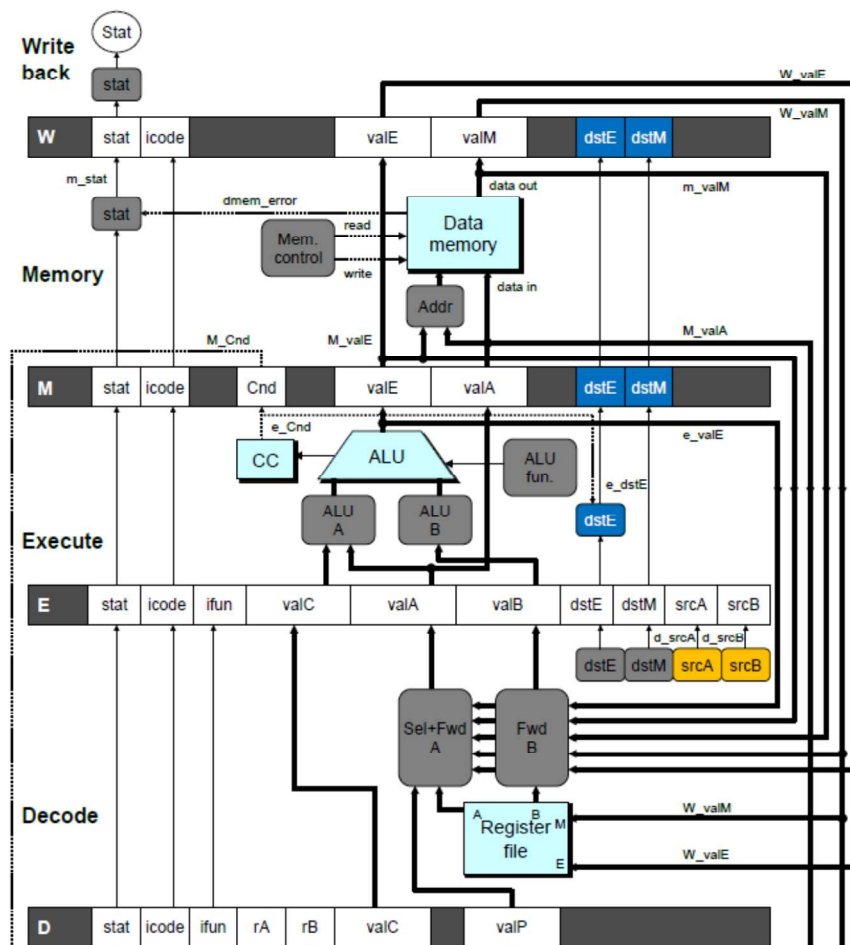 Stat
Write
back
stat
W_valE
W_valM
W stat icode valE valM dstE dstM
m_stat
data out
m_valM
dmem_error
stat
read
Mem.
control
Data
memory
write
Memory
data in
Addr
M_Cnd
M_valE
M_valA
M stat icode Cnd valE valA dstE dstM
e_Cnd
e_valE
CC
ALU
ALU
fun.
e_dstE
ALU
A
ALU
B
dstE
Execute
E stat icode ifun valC valA valB dstE dstM srcA srcB
d_srcA d_srcB
dstE dstM srcA srcB
Sel+Fwd
A
Fwd
B
Decode
A B
Register
file
M
E
W_valM
W_valE
D stat icode ifun rA rB valC valP